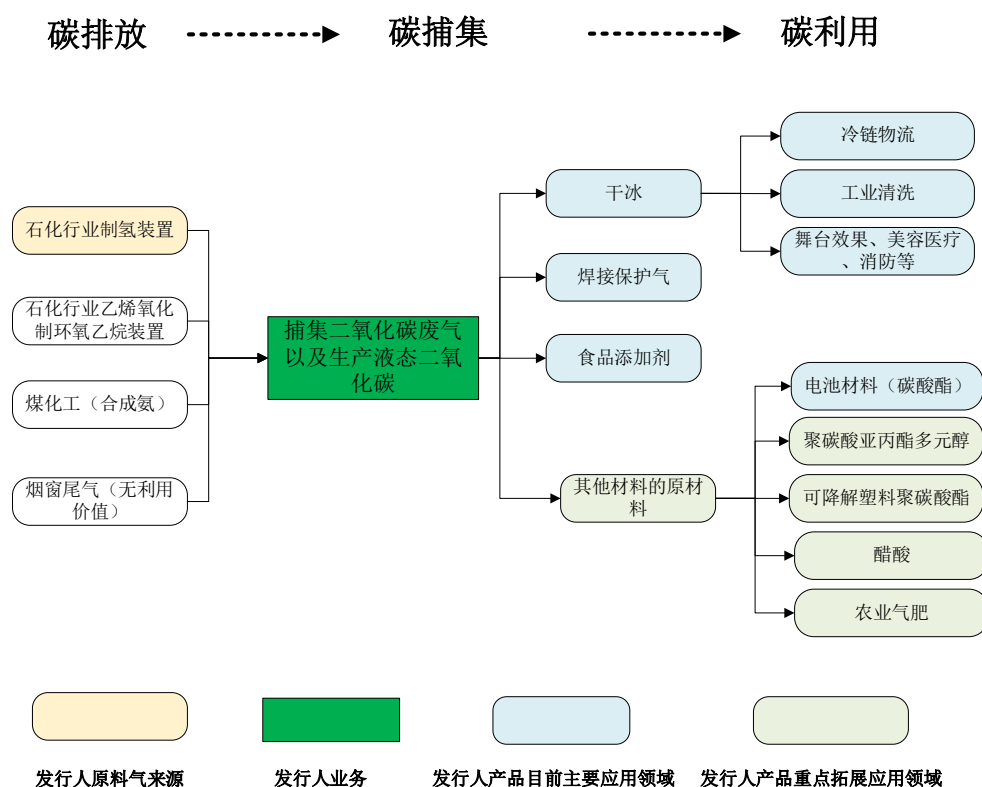 碳排放
碳捕集
碳利用
石化行业制氢装置
石化行业乙烯氧化
制环氧乙烷装置
煤化工（合成氨）
烟窗尾气（无利用
价值）
捕集二氧化碳废气
以及生产液态二氧
化碳
干冰
焊接保护气
食品添加剂
其他材料的原材
料
冷链物流
工业清洗
舞台效果、美容医疗
、消防等
电池材料（碳酸酯）
聚碳酸亚丙酯多元醇
可降解塑料聚碳酸酯
醋酸
农业气肥
发行人原料气来源
发行人业务
发行人产品目前主要应用领域
发行人产品重点拓展应用领域